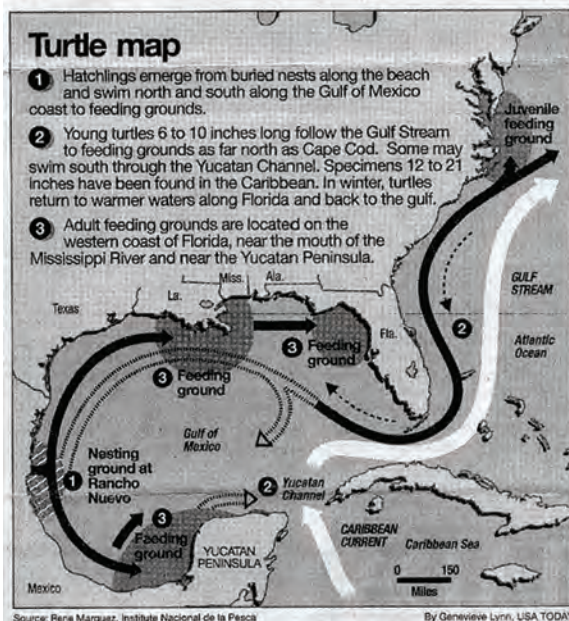 Turtle map
1 Hatchlings emerge from buried nests along the beach
and swim north and south along the Gulf of Mexico
coast to feeding grounds.
2 Young turtles 6 to 10 inches long follow the Gulf Stream
to feeding grounds as far north as Cape Cod. Some may
swim south through the Yucatan Channel. Specimens 12 to 21
inches have been found in the Caribbean. In winter, turtles
return to warmer waters along Florida and back to the gulf.
3 Adult feeding grounds are located on the
western coast of Florida, near the mouth of the
Mississippi River and near the Yucatan Peninsula.
Juvenile
feeding
ground
Texas
La.
Miss.
Ala.
Fla.
GULF
STREAM
2
Atlantic
Ocean
3 Feeding
ground
3 Feeding
ground
Gulf of
Mexico
1
Nesting
ground at
Rancho
Nuevo
2 Yucatan
Channel
3
Feeding
ground
YUCATAN
PENINSULA
CARIBBEAN
CURRENT
Caribbean Sea
0 150
Miles
Mexico
Source: Rene Marquez, Institute Nacional de la Pesca
By Genevieve Lynn, USA TODAY